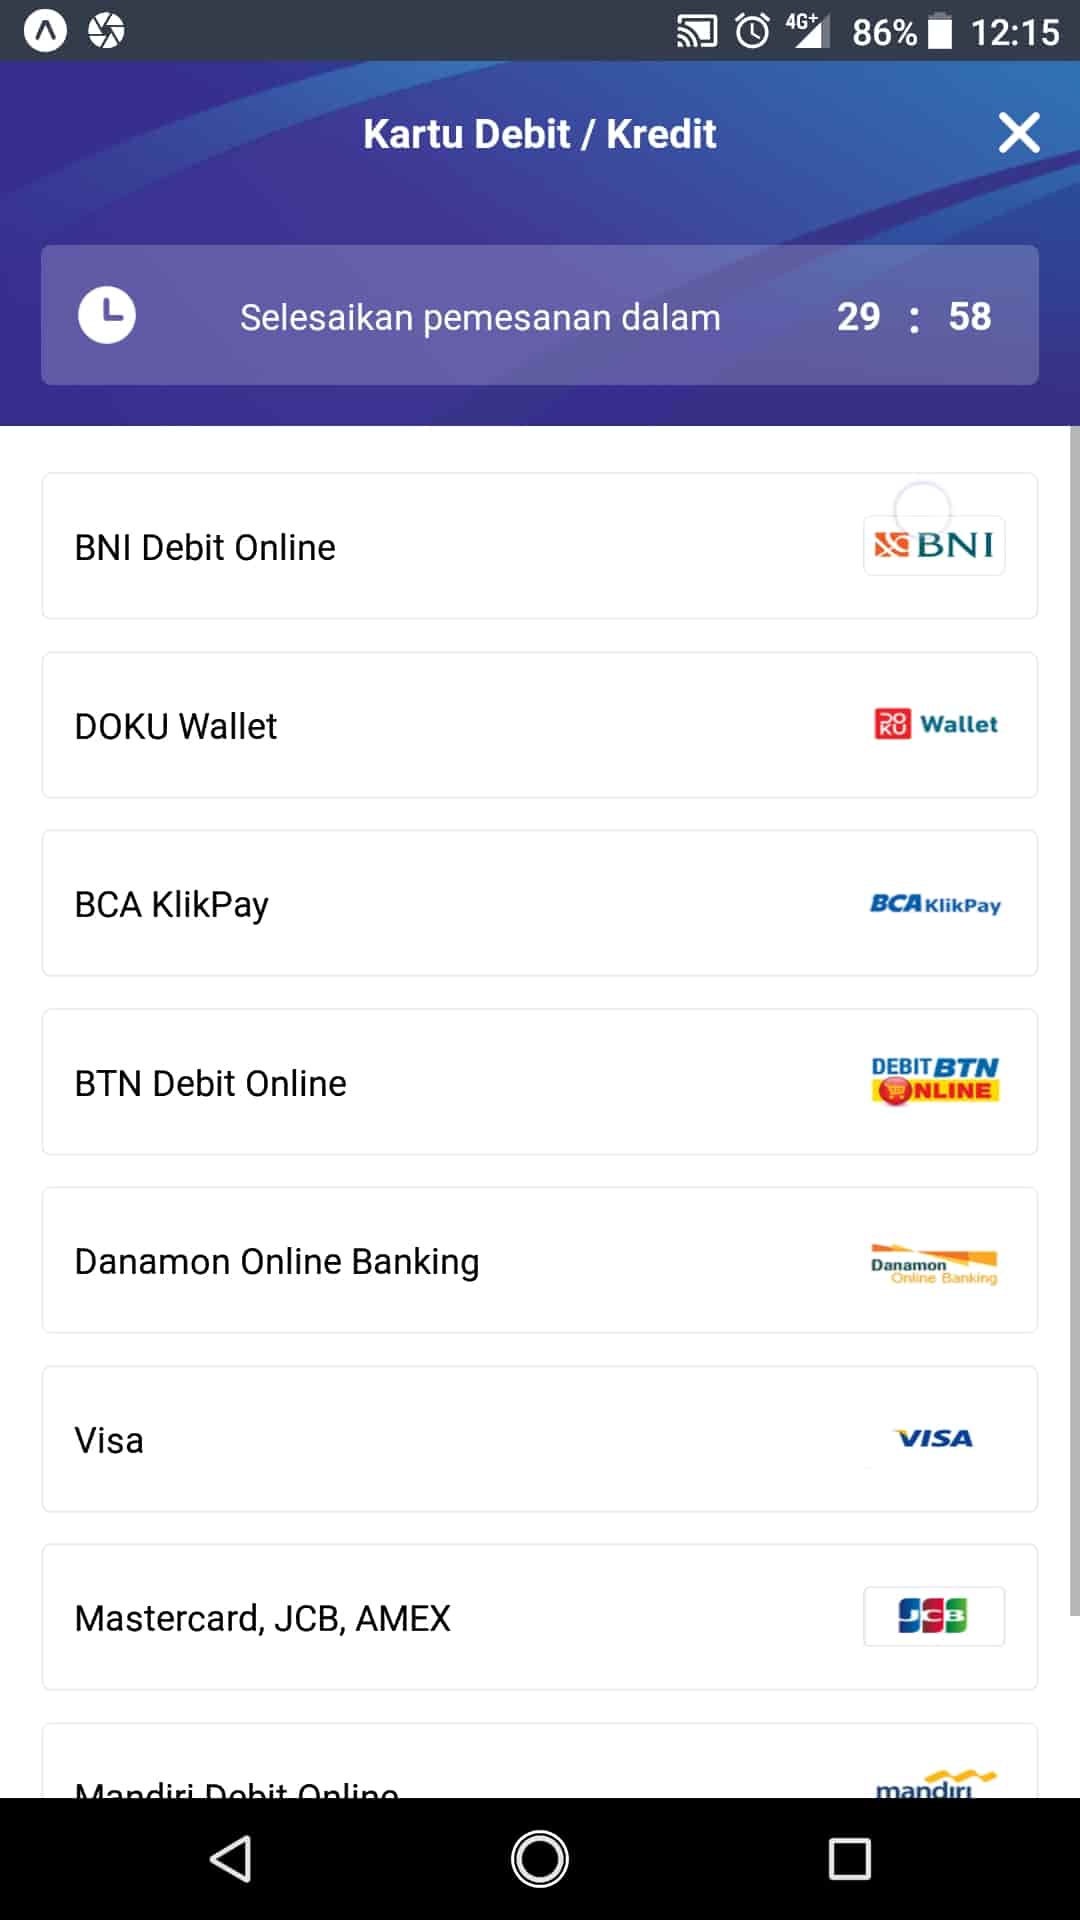 4G+ 86% 12:15
Kartu Debit / Kredit
Selesaikan pemesanan dalam 29 : 58
BNI Debit Online BNI
DOKU Wallet DOKU Wallet
BCA KlikPay BCA KlikPay
BTN Debit Online DEBIT BTN
ONLINE
Danamon Online Banking Danamon
Online Banking
Visa VISA
Mastercard, JCB, AMEX JCB
Mandiri Debit Online mandiri